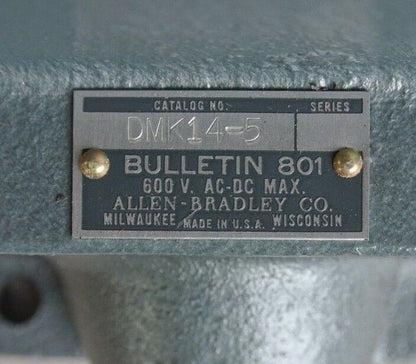 CATALOG NO. SERIES
DMK14-5
BULLETIN 801
600 V. AC-DC MAX.
ALLEN-BRADLEY CO.
MILWAUKEE MADE IN U.S.A. WISCONSIN